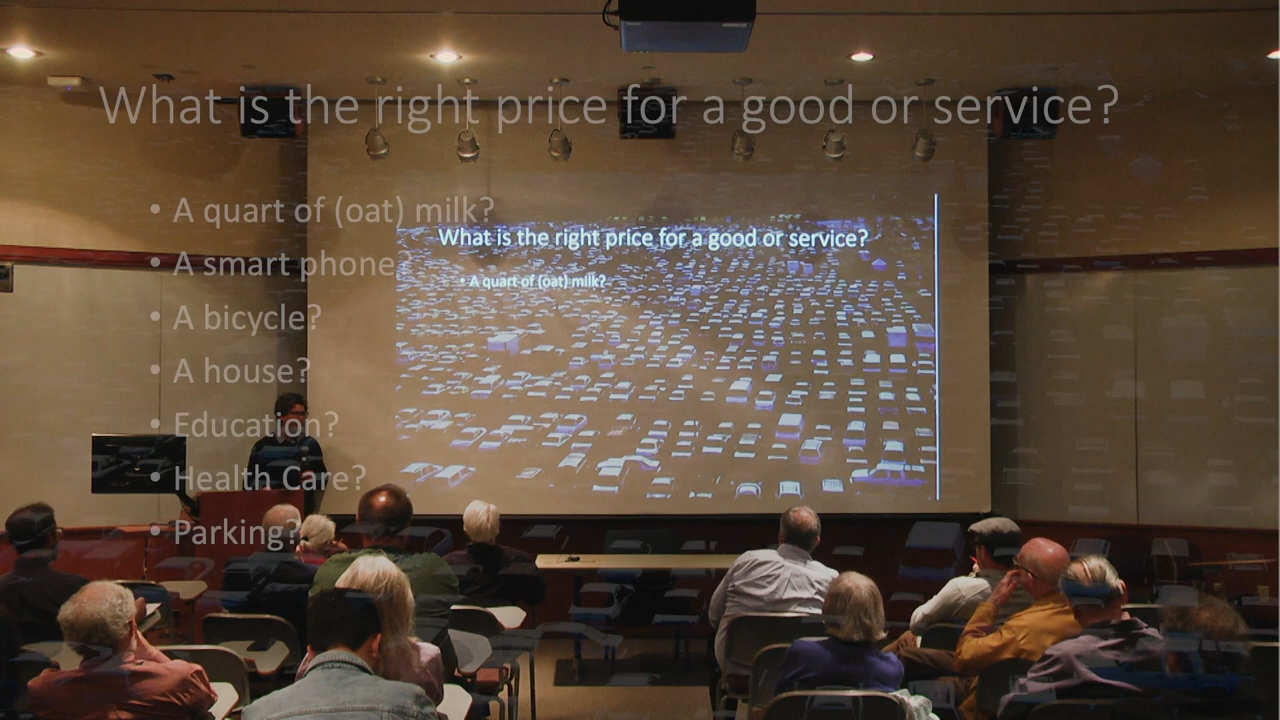 What is the right price for a good or service?
• A quart of (oat) milk?
• A smart phone?
• A bicycle?
• A house?
• Education?
• Health Care?
• Parking?
What is the right price for a good or service?
• A quart of (oat) milk?